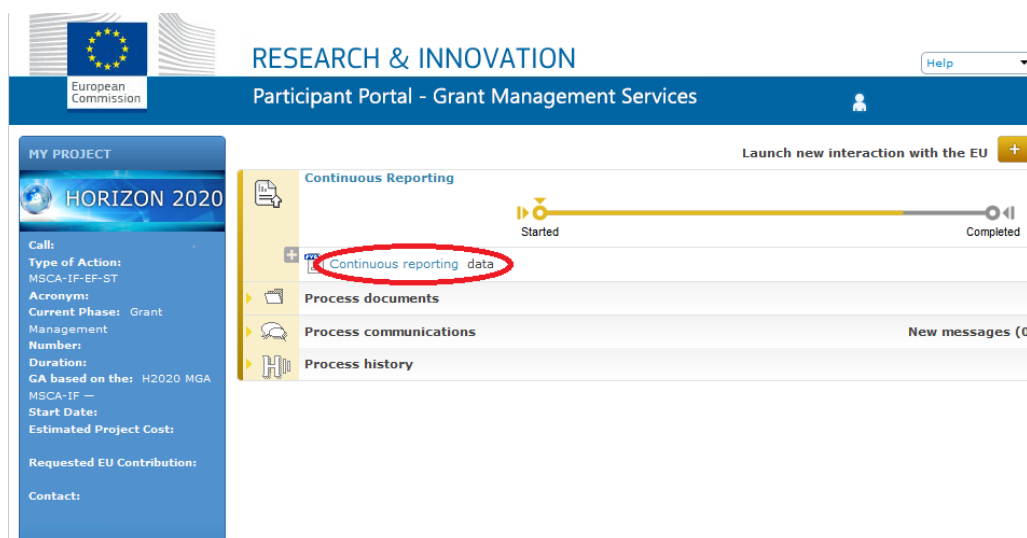 European
Commission
RESEARCH & INNOVATION
Participant Portal - Grant Management Services
Help
MY PROJECT
HORIZON 2020
Call:
Type of Action:
MSCA-IF-EF-ST
Acronym:
Current Phase: Grant
Management
Number:
Duration:
GA based on the: H2020 MGA
MSCA-IF —
Start Date:
Estimated Project Cost:
Requested EU Contribution:
Contact:
Launch new interaction with the EU +
Continuous Reporting
Started
Completed
Continuous reporting data
Process documents
Process communications
New messages (0
Process history